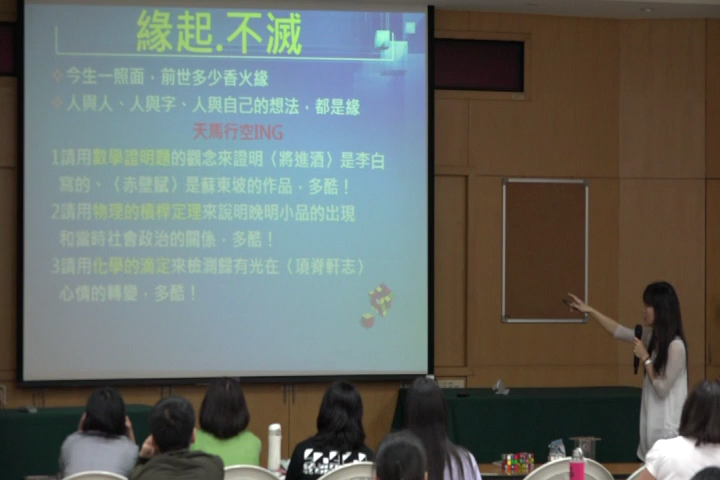 緣起.不滅
今生一照面，前世多少香火緣
人與人、人與字、人與自己的想法，都是緣
天馬行空ING
1請用數學證明題的觀念來證明〈將進酒〉是李白
寫的、〈赤壁賦〉是蘇東坡的作品，多酷！
2請用物理的槓桿定理來說明晚明小品的出現
和當時社會政治的關係，多酷！
3請用化學的滴定來檢測歸有光在〈項脊軒志〉
心情的轉變，多酷！